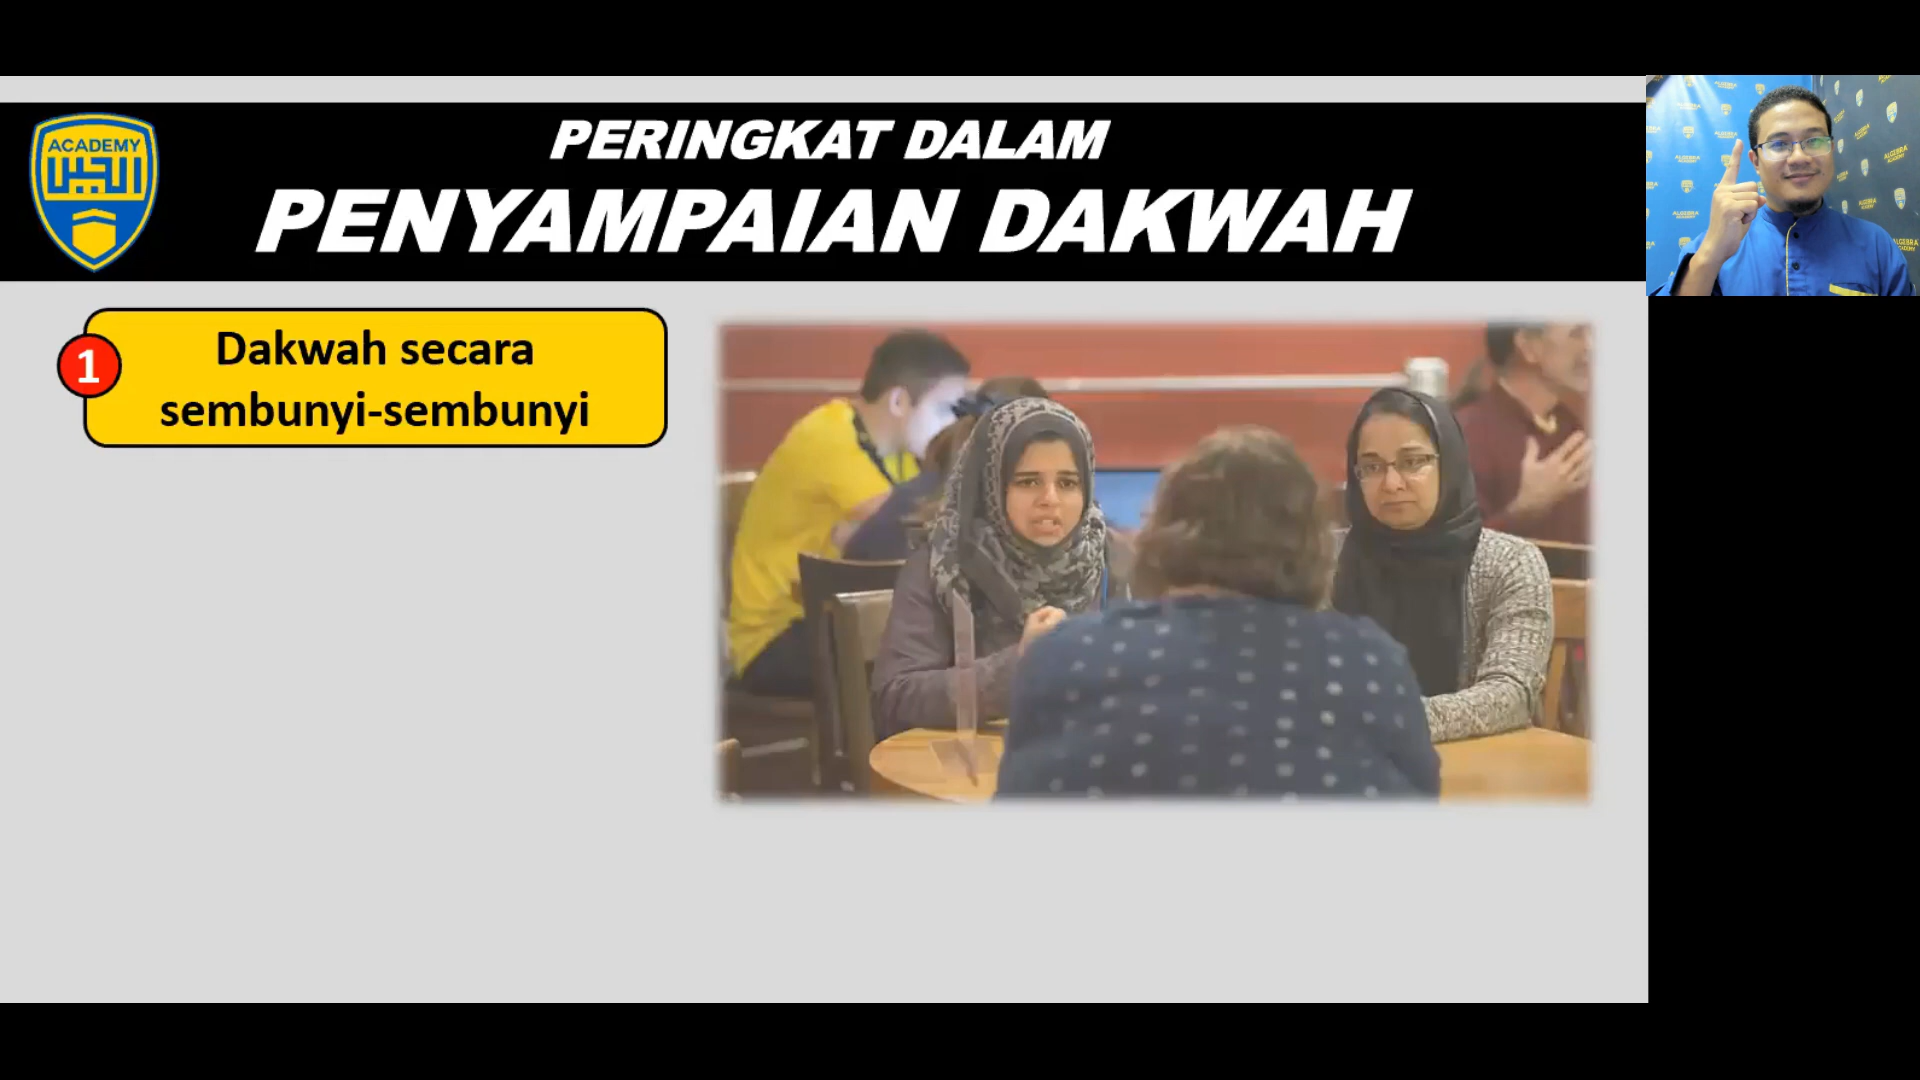 ACADEMY
PERINGKAT DALAM
PENYAMPAIAN DAKWAH
1
Dakwah secara
sembunyi-sembunyi